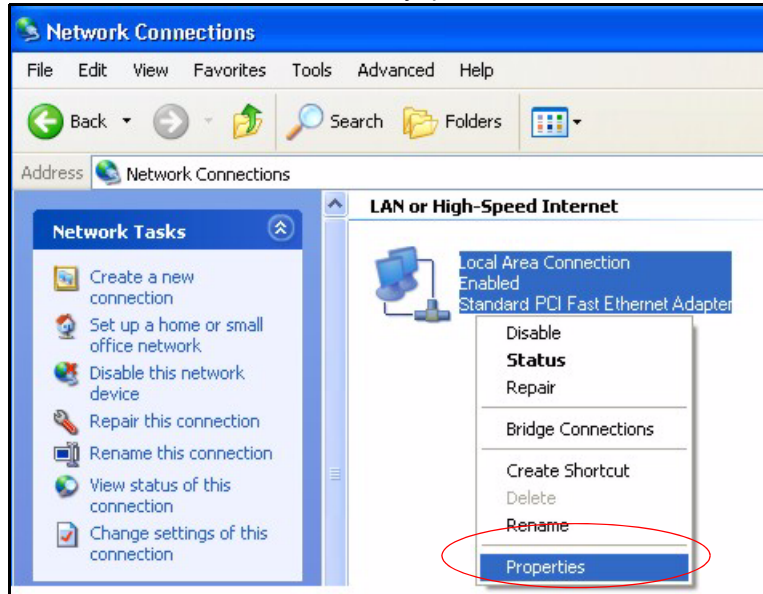 Network Connections
File Edit View Favorites Tools Advanced Help
Back Search Folders
Address Network Connections
Network Tasks
Create a new
connection
Set up a home or small
office network
Disable this network
device
Repair this connection
Rename this connection
View status of this
connection
Change settings of this
connection
LAN or High-Speed Internet
Local Area Connection
Enabled
Standard PCI Fast Ethernet Adapter
Disable
Status
Repair
Bridge Connections
Create Shortcut
Delete
Rename
Properties